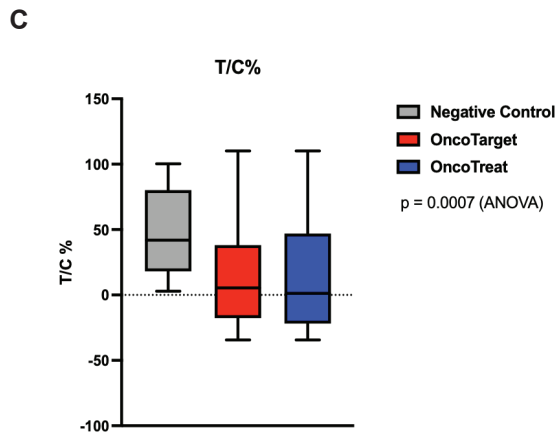 C
T/C%
150
100
50
0
-50
-100
T/C %
Negative Control
OncoTarget
OncoTreat
p = 0.0007 (ANOVA)